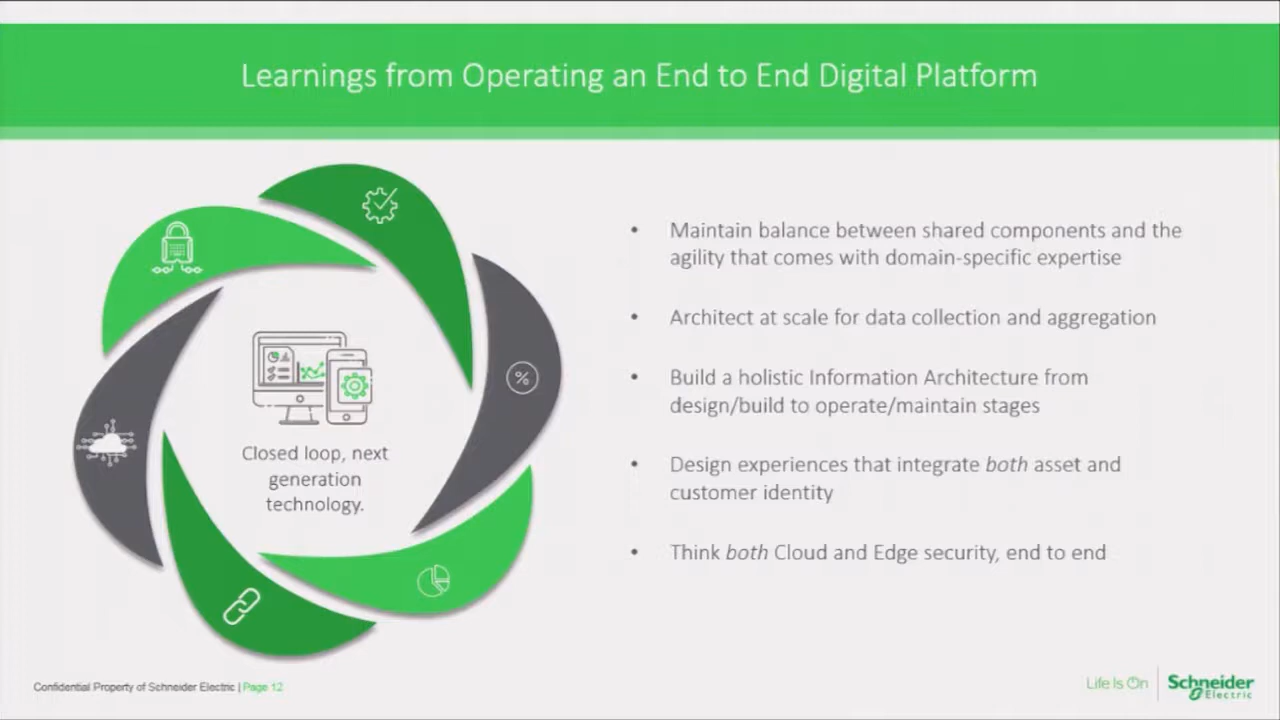 Learnings from Operating an End to End Digital Platform
Closed loop, next
generation
technology.
%
• Maintain balance between shared components and the
agility that comes with domain-specific expertise
• Architect at scale for data collection and aggregation
• Build a holistic Information Architecture from
design/build to operate/maintain stages
• Design experiences that integrate both asset and
customer identity
• Think both Cloud and Edge security, end to end
Confidential Property of Schneider Electric | Page 12
Life Is On
Schneider
Electric